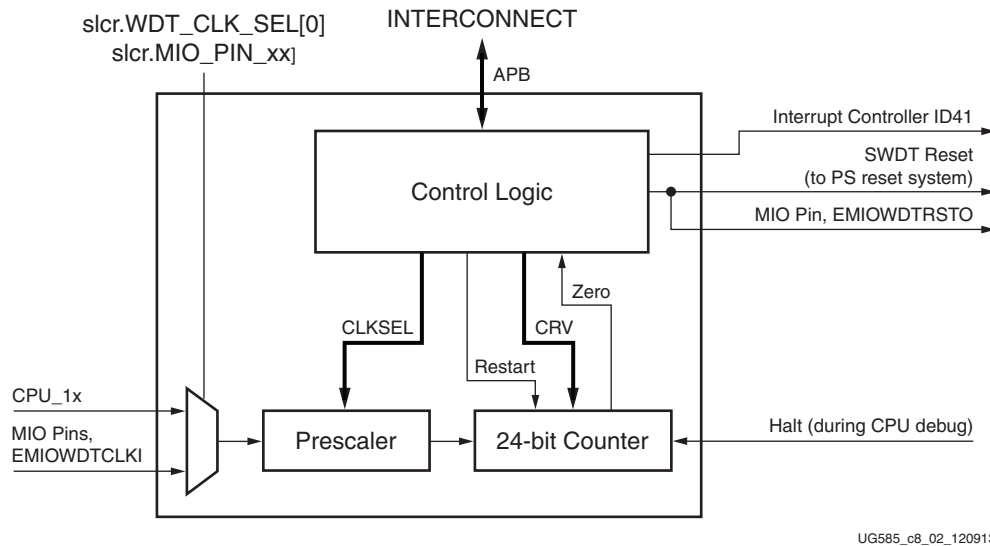 slcr.WDT_CLK_SEL[0]
slcr.MIO_PIN_xx]
INTERCONNECT
APB
Interrupt Controller ID41
SWDT Reset
(to PS reset system)
MIO Pin, EMIOWDTRSTO
Control Logic
Zero
CLKSEL
CRV
Restart
CPU_1x
MIO Pins,
EMIOWDTCLKI
Prescaler
24-bit Counter
Halt (during CPU debug)
UG585_c8_02_120913